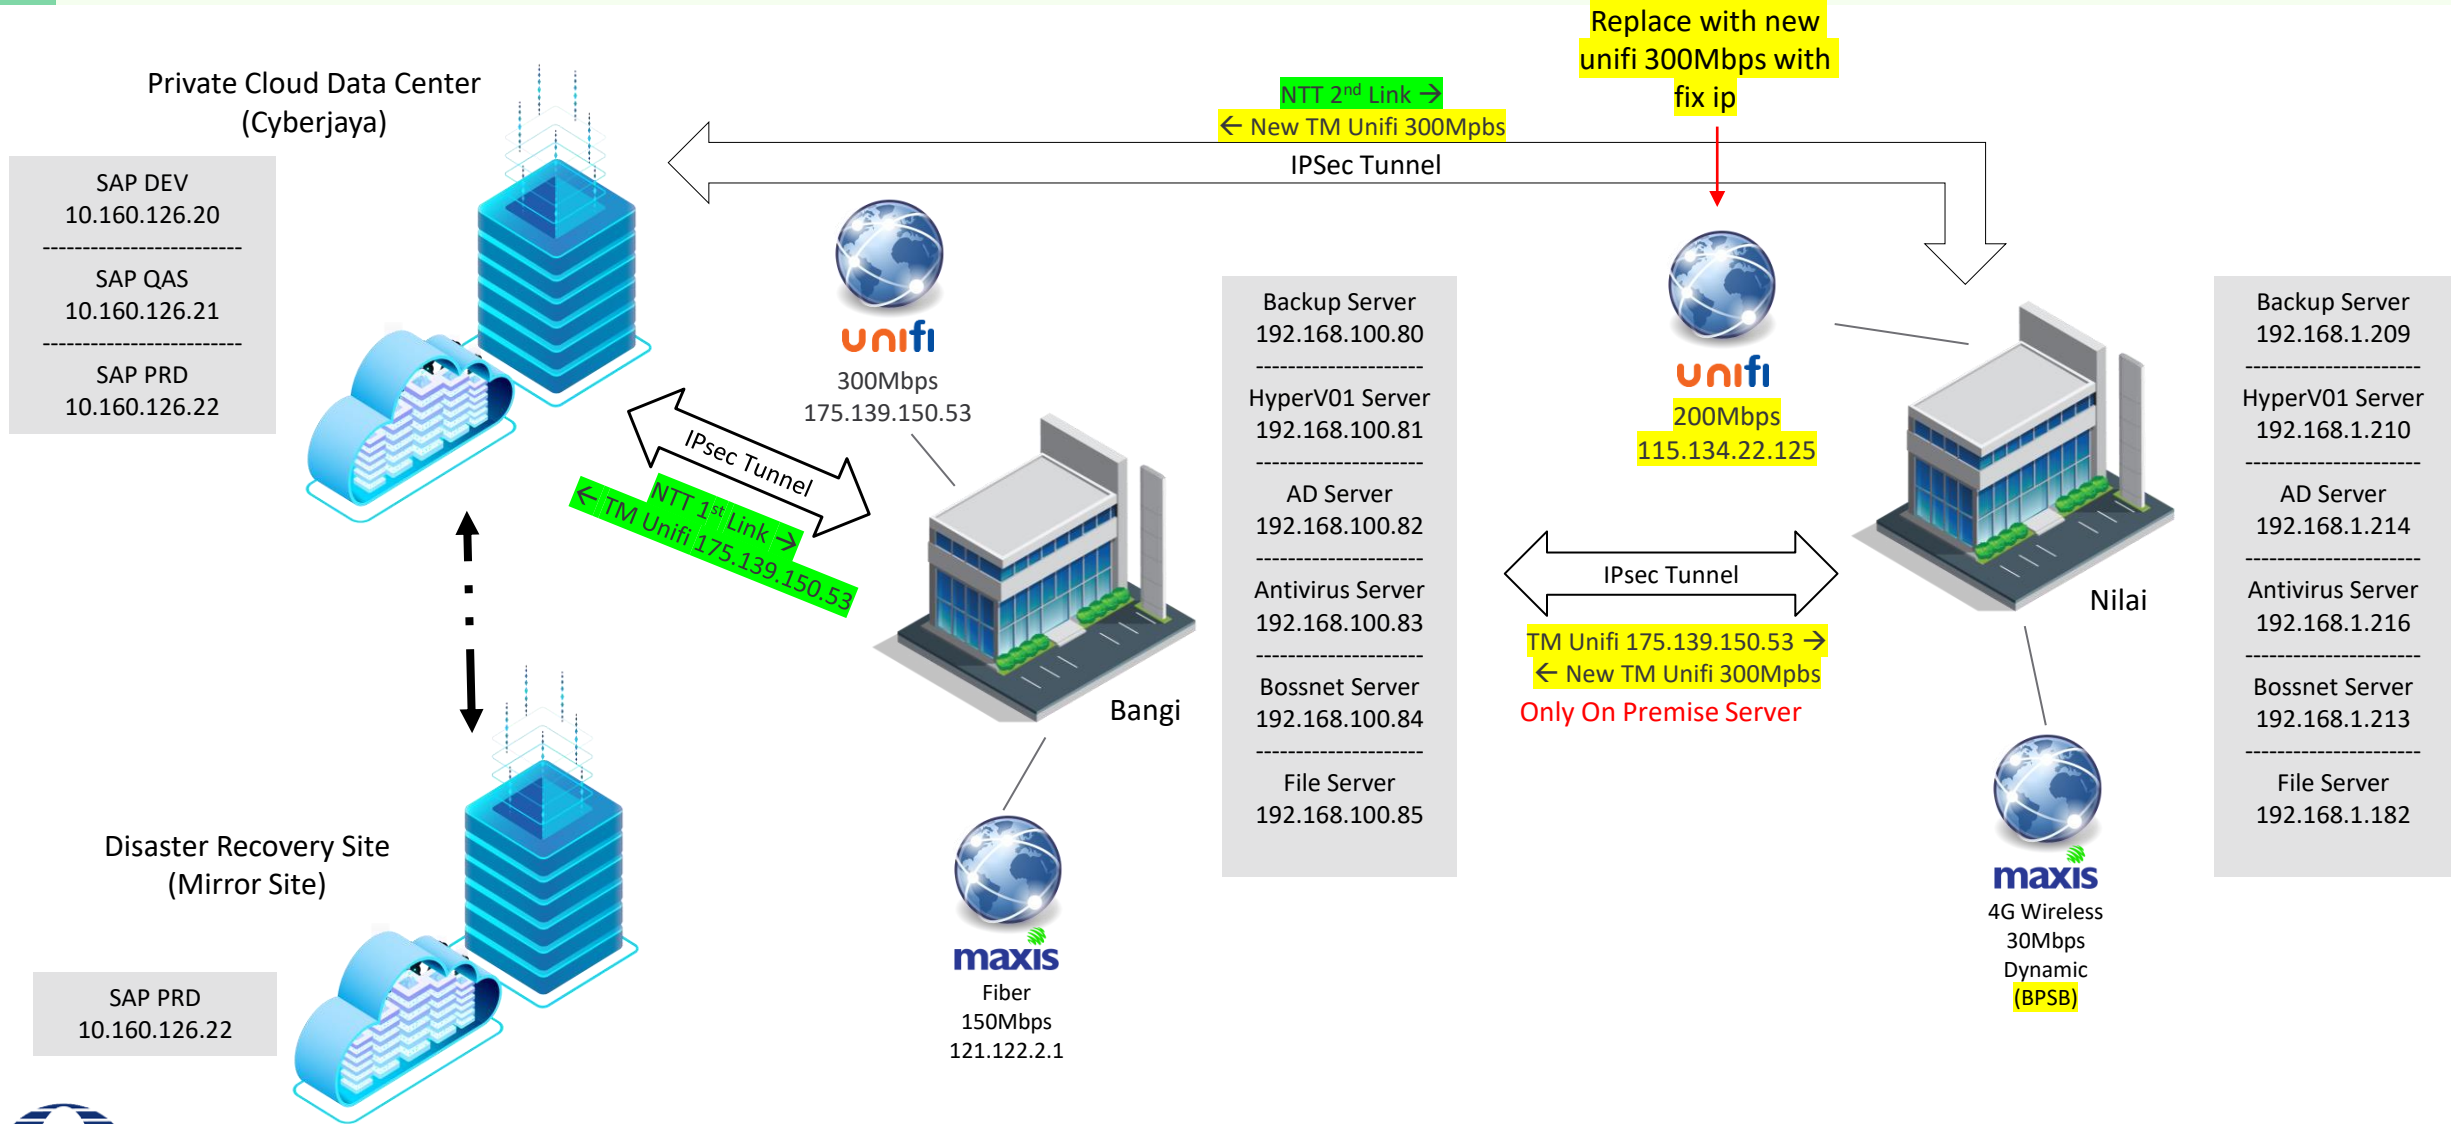 Replace with new
unifi 300Mbps with
fix ip
Private Cloud Data Center
(Cyberjaya)
NTT 2nd Link →
← New TM Unifi 300Mpbs
IPSec Tunnel
SAP DEV
10.160.126.20
-------------------------
SAP QAS
10.160.126.21
-------------------------
SAP PRD
10.160.126.22
unifi
300Mbps
175.139.150.53
IPsec Tunnel
NTT 1st Link →
← TM Unifi 175.139.150.53
Bangi
Backup Server
192.168.100.80
---------------------
HyperV01 Server
192.168.100.81
---------------------
AD Server
192.168.100.82
---------------------
Antivirus Server
192.168.100.83
---------------------
Bossnet Server
192.168.100.84
---------------------
File Server
192.168.100.85
unifi
200Mbps
115.134.22.125
IPsec Tunnel
TM Unifi 175.139.150.53 →
← New TM Unifi 300Mpbs
Only On Premise Server
Nilai
Backup Server
192.168.1.209
----------------------
HyperV01 Server
192.168.1.210
----------------------
AD Server
192.168.1.214
----------------------
Antivirus Server
192.168.1.216
----------------------
Bossnet Server
192.168.1.213
----------------------
File Server
192.168.1.182
maxis
4G Wireless
30Mbps
Dynamic
(BPSB)
maxis
Fiber
150Mbps
121.122.2.1
Disaster Recovery Site
(Mirror Site)
SAP PRD
10.160.126.22